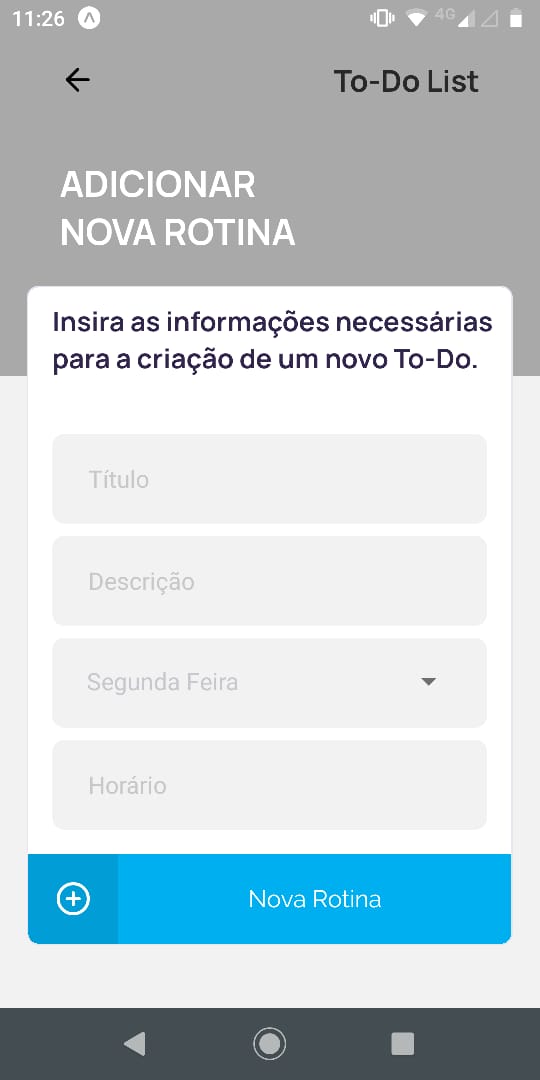 11:26
4G
To-Do List
ADICIONAR
NOVA ROTINA
Insira as informações necessárias
para a criação de um novo To-Do.
Título
Descrição
Segunda Feira
Horário
Nova Rotina